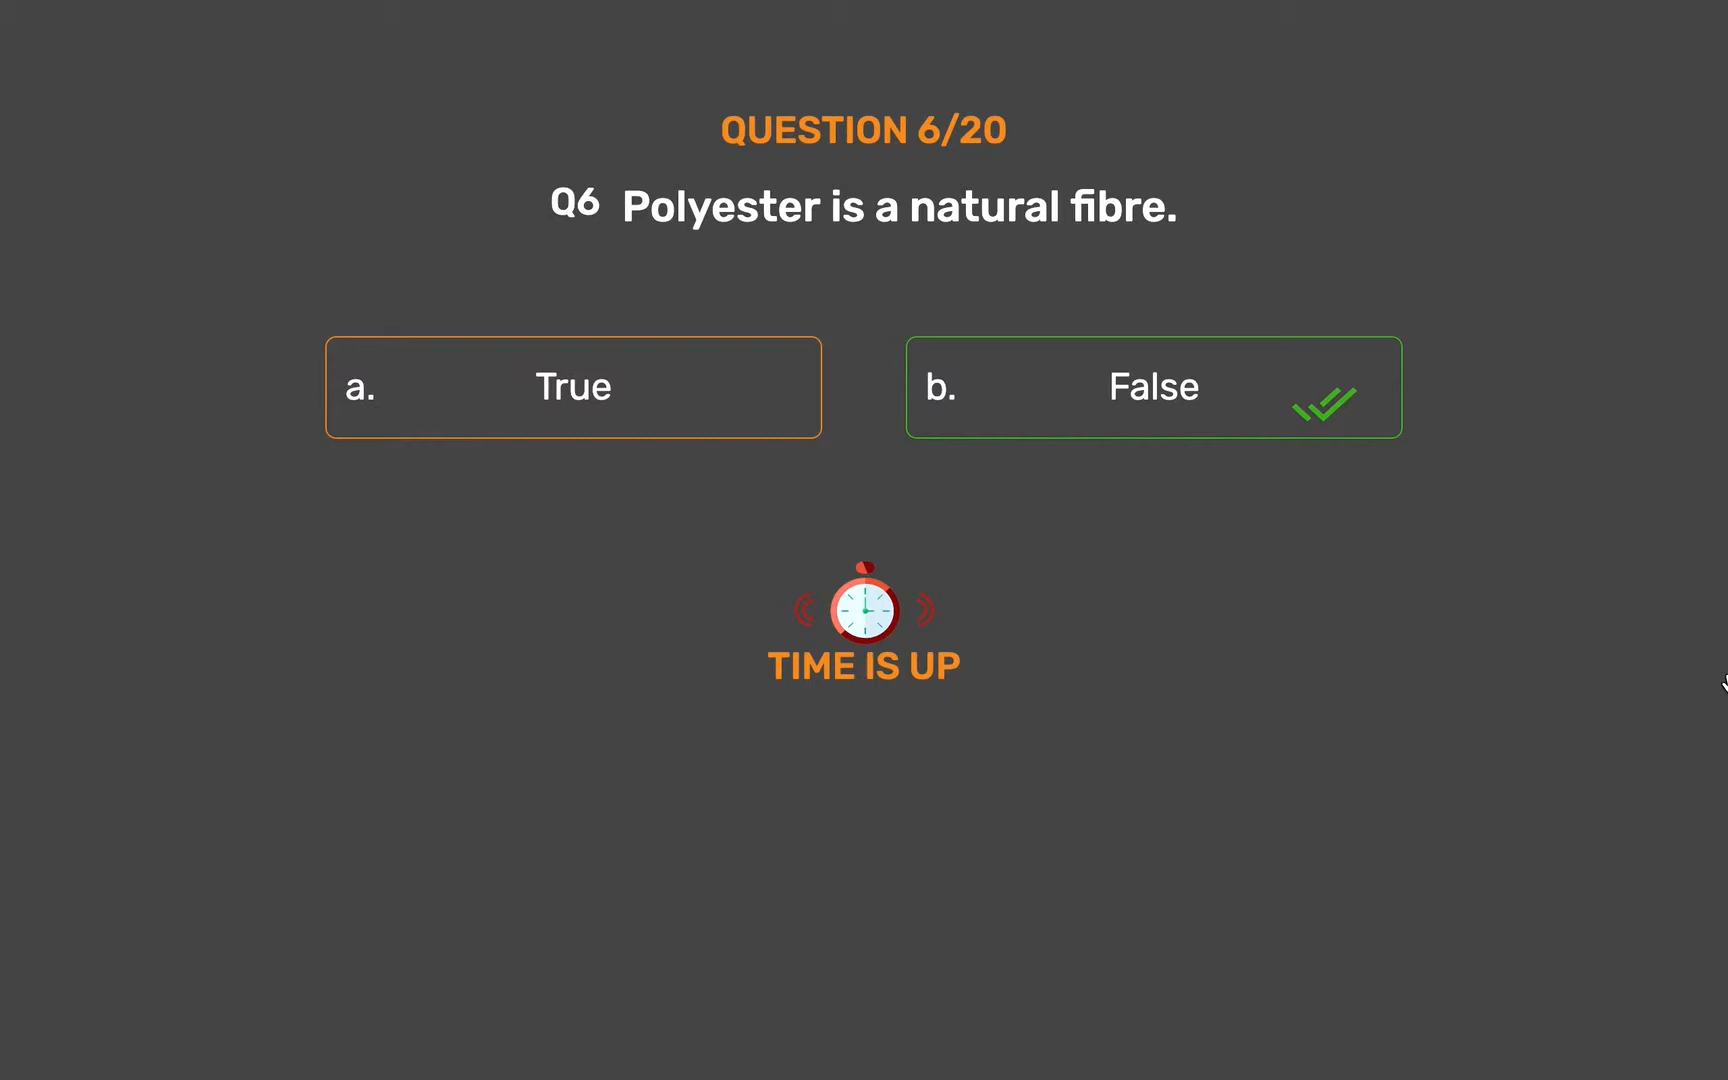 QUESTION 6/20
Q6 Polyester is a natural fibre.
a. True
b. False
TIME IS UP